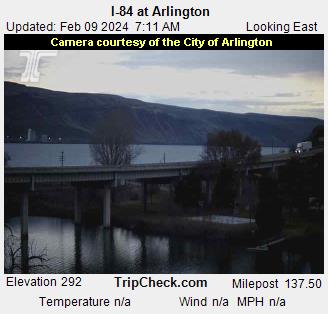 I-84 at Arlington
Updated: Feb 09 2024 7:11 AM Looking East
Camera courtesy of the City of Arlington
Elevation 292 TripCheck.com Milepost 137.50
Temperature n/a Wind n/a MPH n/a